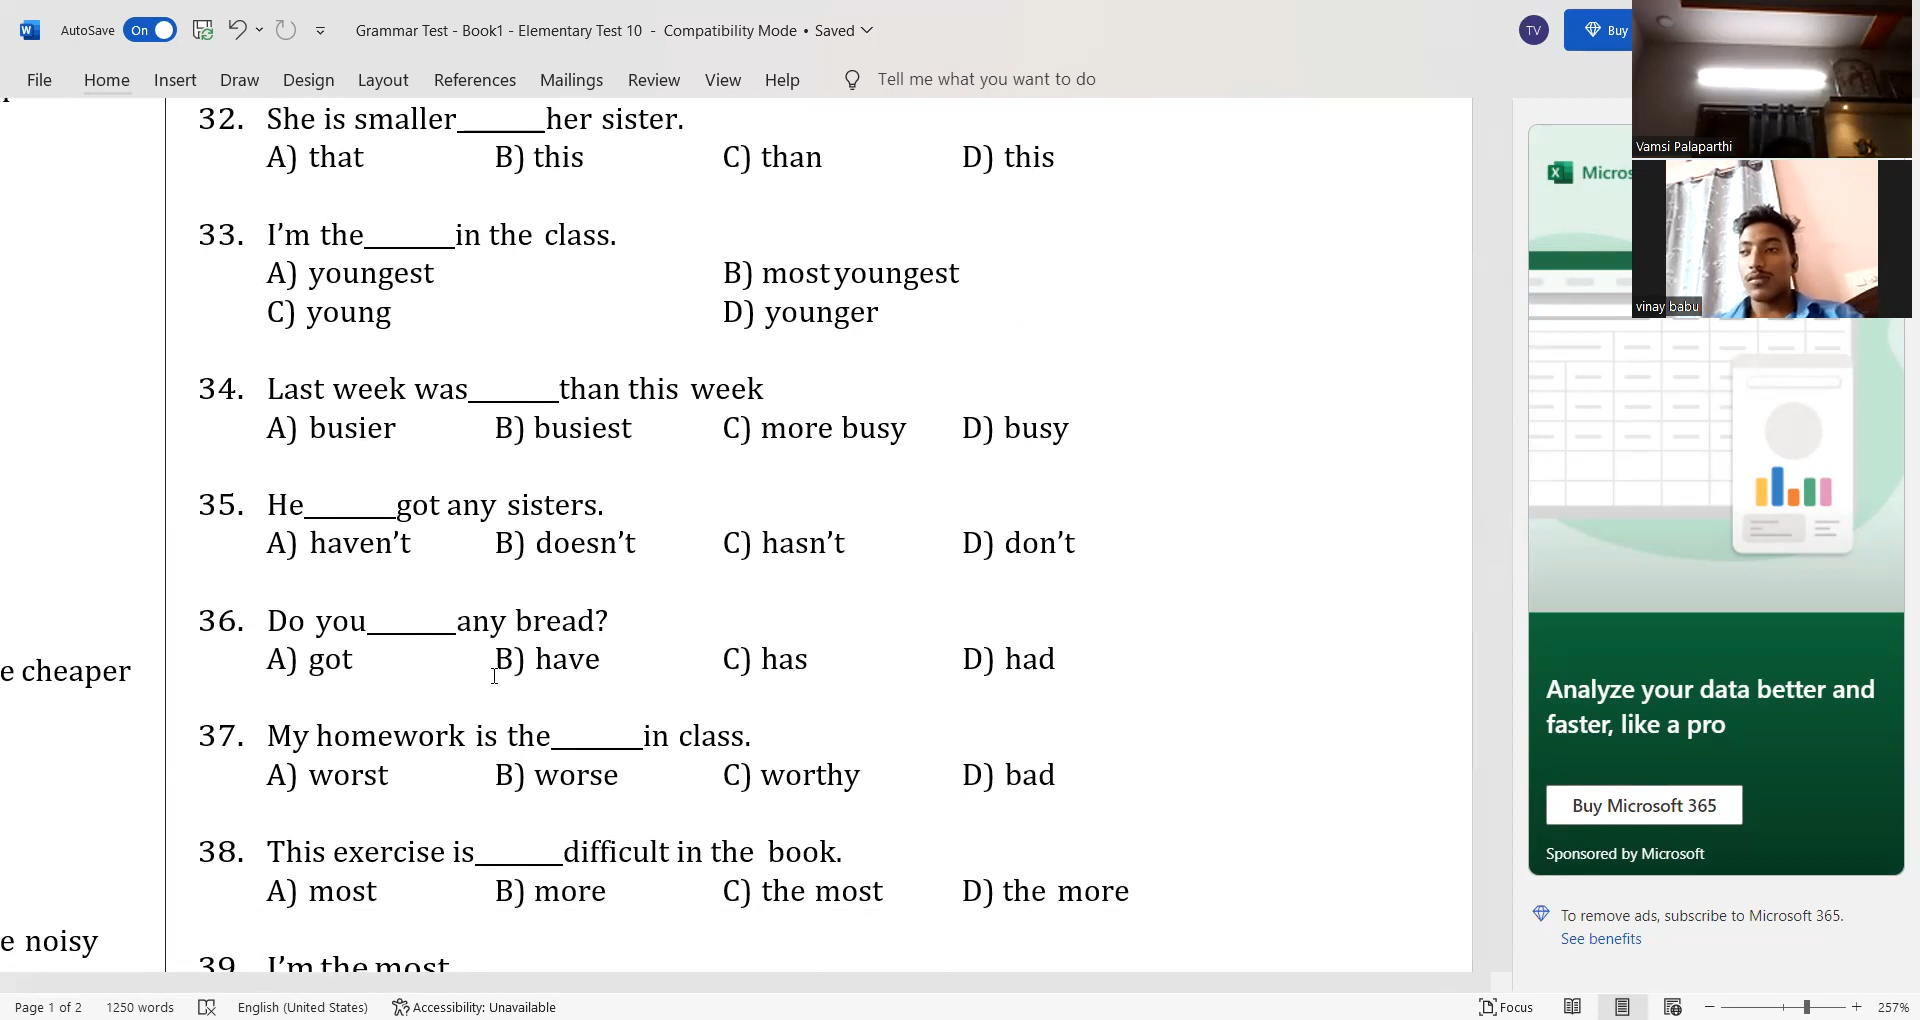 AutoSave On Grammar Test - Book1 - Elementary Test 10 - Compatibility Mode • Saved TV Buy
File Home Insert Draw Design Layout References Mailings Review View Help Tell me what you want to do
32. She is smaller______her sister.
A) that B) this C) than D) this
33. I’m the______in the class.
A) youngest B) most youngest
C) young D) younger
34. Last week was______than this week
A) busier B) busiest C) more busy D) busy
35. He______got any sisters.
A) haven’t B) doesn’t C) hasn’t D) don’t
36. Do you______any bread?
A) got B) have C) has D) had
37. My homework is the______in class.
A) worst B) worse C) worthy D) bad
38. This exercise is______difficult in the book.
A) most B) more C) the most D) the more
39. I’m the most
e cheaper
e noisy
Vamsi Palaparthi
vinay babu
Micros
Analyze your data better and
faster, like a pro
Buy Microsoft 365
Sponsored by Microsoft
To remove ads, subscribe to Microsoft 365.
See benefits
Page 1 of 2 1250 words English (United States) Accessibility: Unavailable Focus 257%